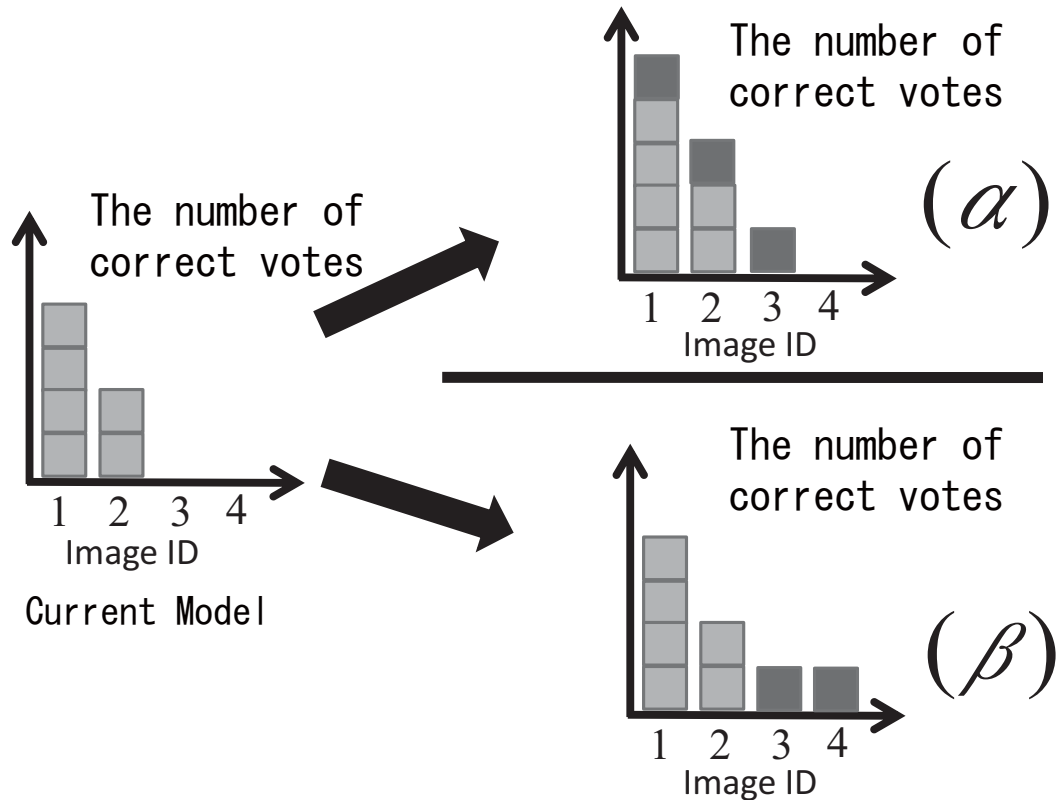 The number of
correct votes
1 2 3 4
Image ID
Current Model
The number of
correct votes
(α)
1 2 3 4
Image ID
The number of
correct votes
(β)
1 2 3 4
Image ID